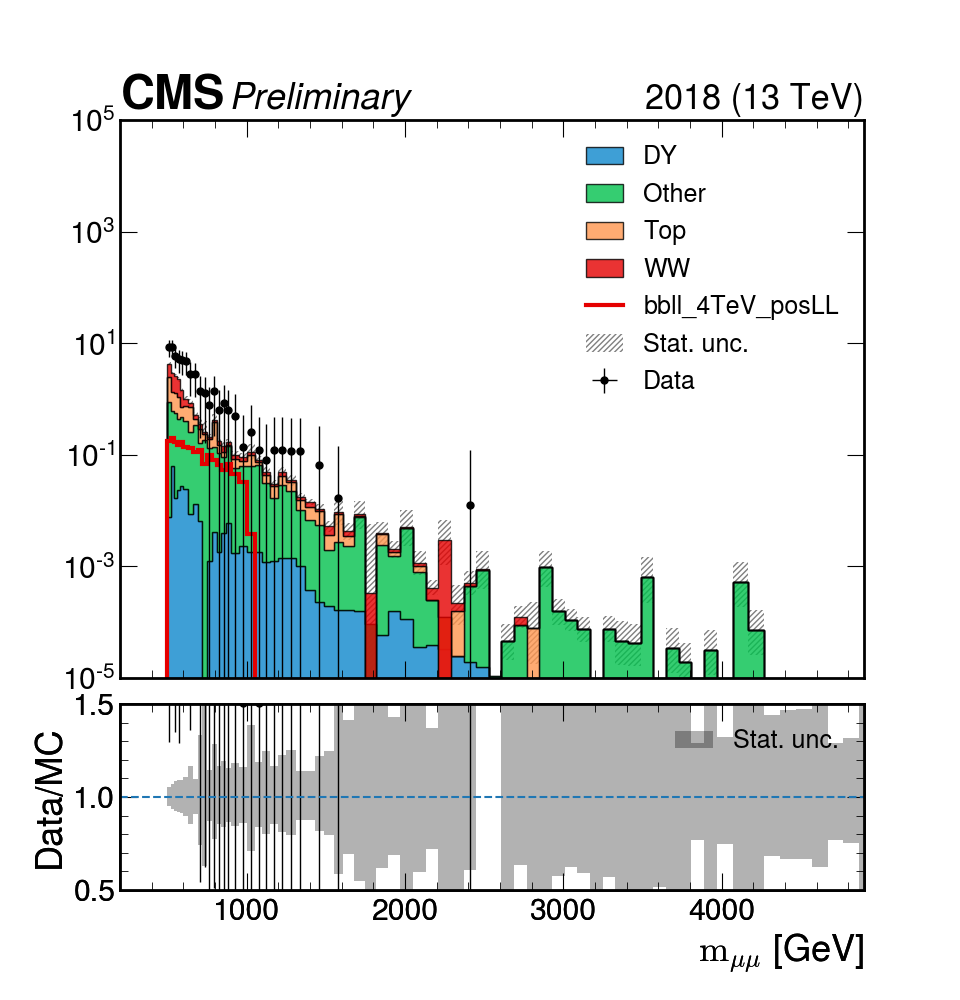 CMS Preliminary 2018 (13 TeV)
10^5
10^3
10^1
10^-1
10^-3
10^-5
DY
Other
Top
WW
bbll_4TeV_posLL
Stat. unc.
Data
Data/MC
1.5
1.0
0.5
Stat. unc.
1000 2000 3000 4000
m_μμ [GeV]